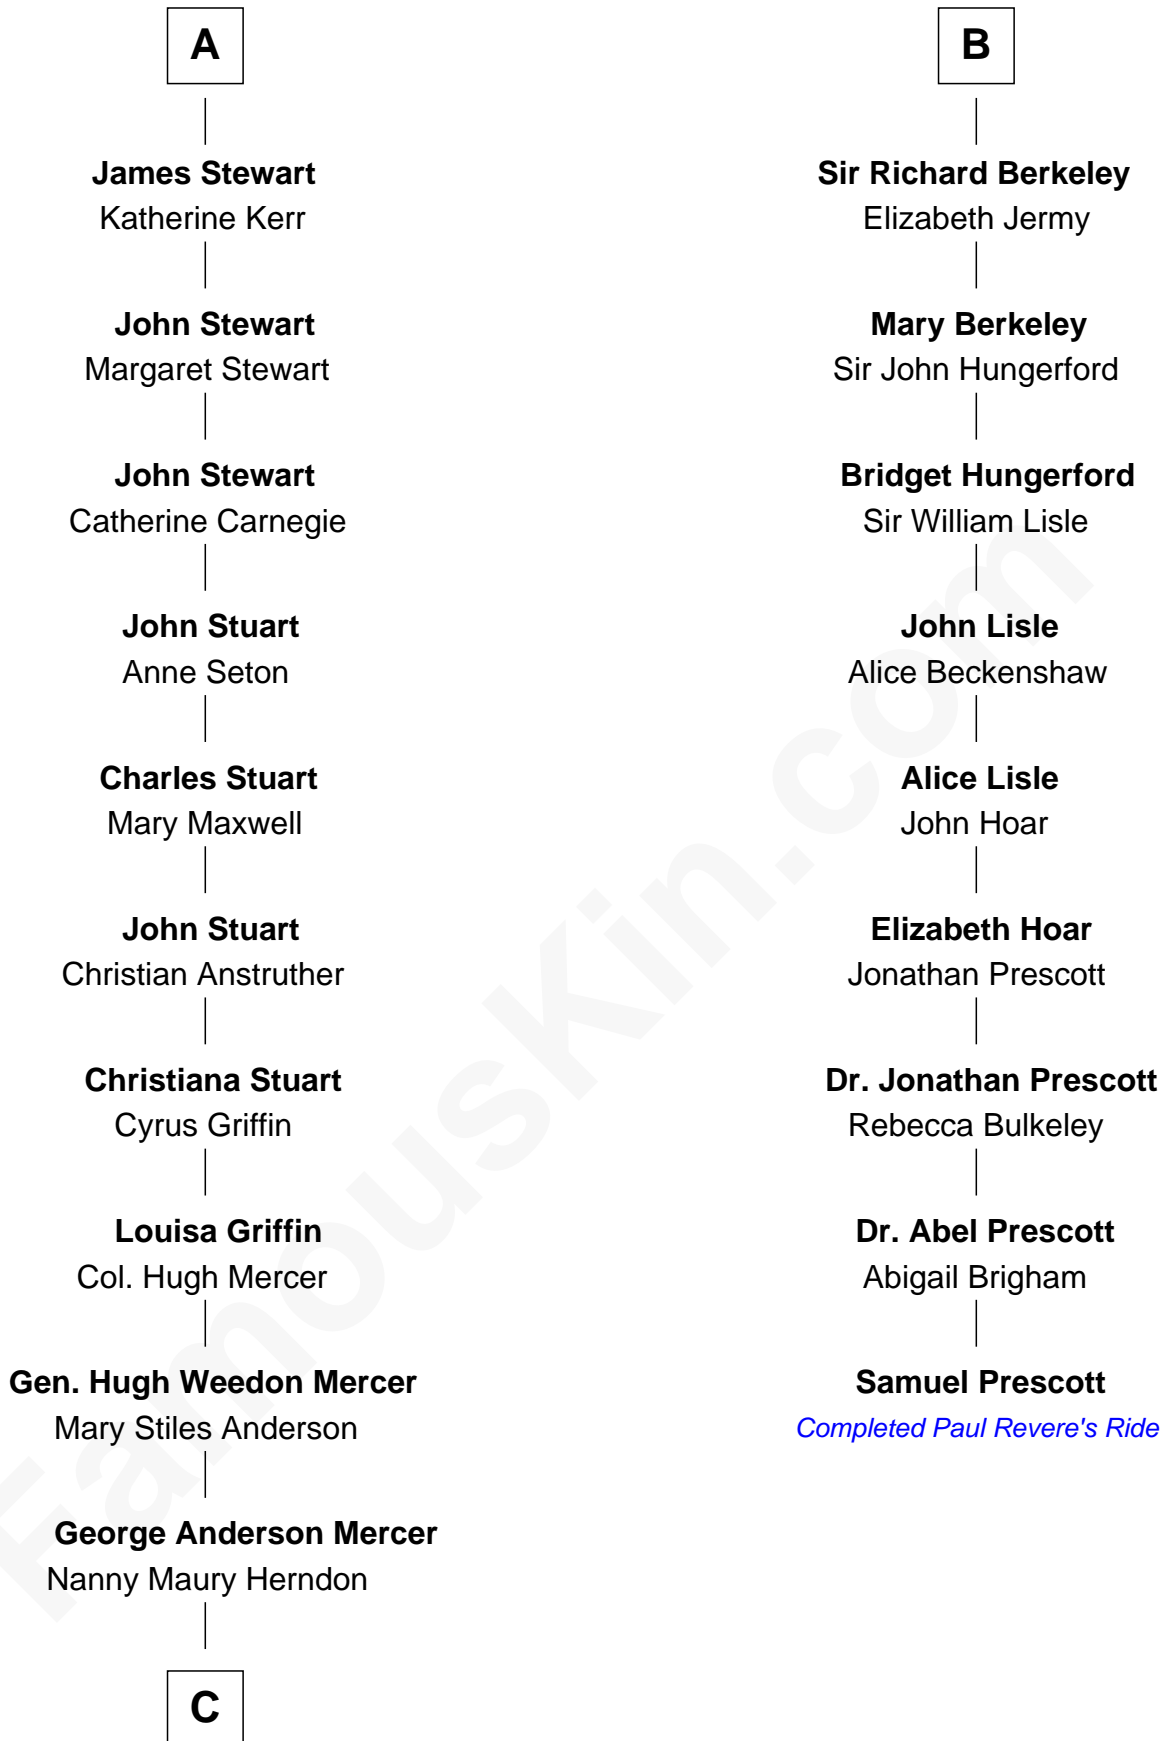 A
James Stewart
Katherine Kerr
John Stewart
Margaret Stewart
John Stewart
Catherine Carnegie
John Stuart
Anne Seton
Charles Stuart
Mary Maxwell
John Stuart
Christian Anstruther
Christiana Stuart
Cyrus Griffin
Louisa Griffin
Col. Hugh Mercer
Gen. Hugh Weedon Mercer
Mary Stiles Anderson
George Anderson Mercer
Nanny Maury Herndon
C
B
Sir Richard Berkeley
Elizabeth Jermy
Mary Berkeley
Sir John Hungerford
Bridget Hungerford
Sir William Lisle
John Lisle
Alice Beckenshaw
Alice Lisle
John Hoar
Elizabeth Hoar
Jonathan Prescott
Dr. Jonathan Prescott
Rebecca Bulkeley
Dr. Abel Prescott
Abigail Brigham
Samuel Prescott
Completed Paul Revere's Ride
FamousKin.com